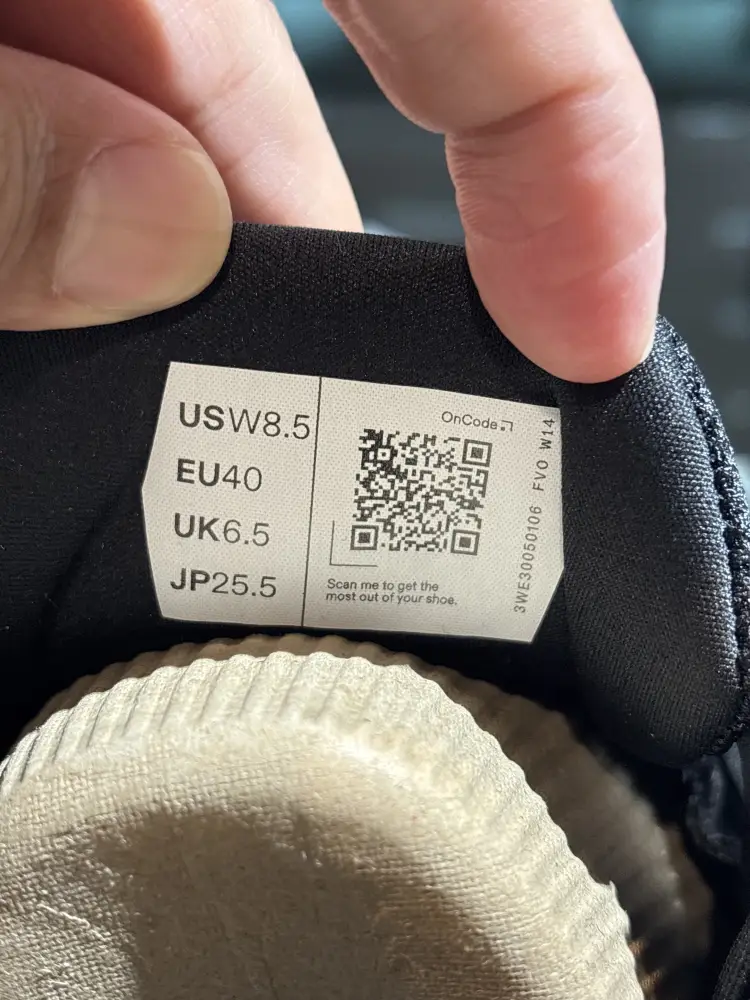 USW8.5
EU40
UK6.5
JP25.5
OnCode
Scan me to get the
most out of your shoe.
3WE30050106 FVO W14